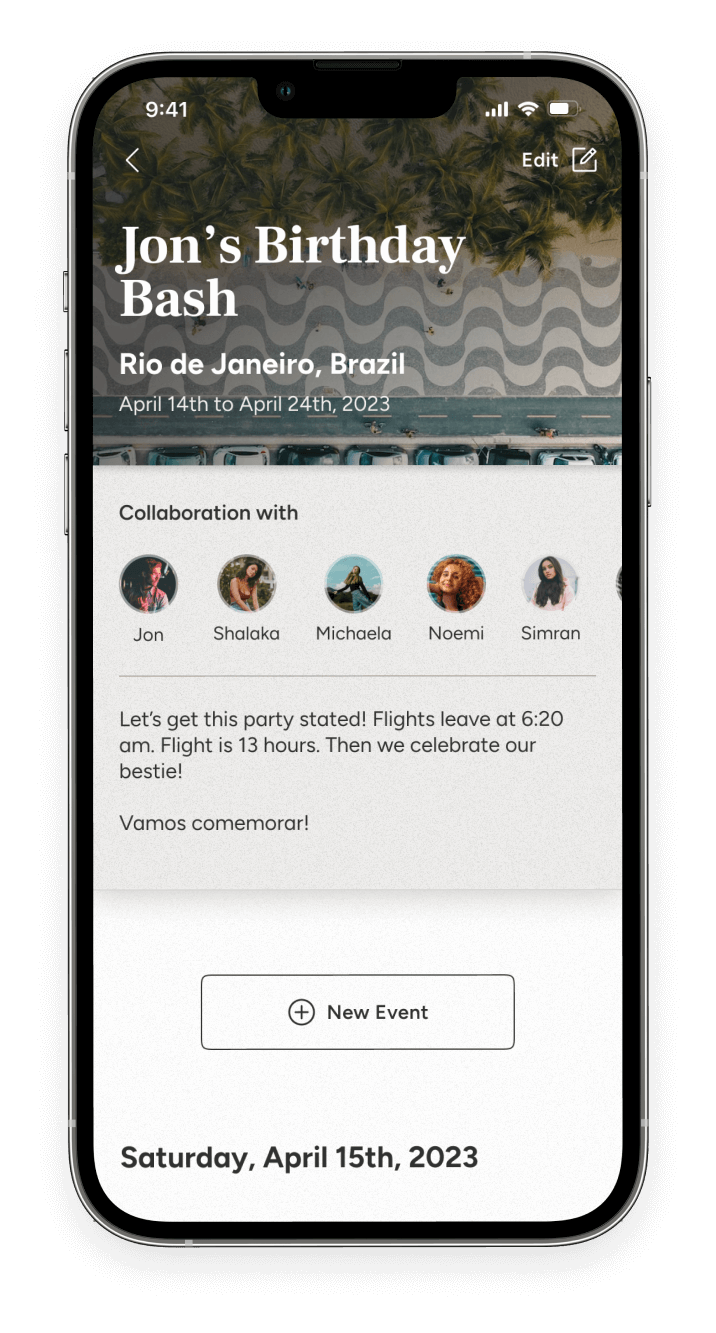 9:41
Edit
Jon’s Birthday
Bash
Rio de Janeiro, Brazil
April 14th to April 24th, 2023
Collaboration with
Jon
Shalaka
Michaela
Noemi
Simran
Let’s get this party stated! Flights leave at 6:20
am. Flight is 13 hours. Then we celebrate our
bestie!
Vamos comemorar!
New Event
Saturday, April 15th, 2023